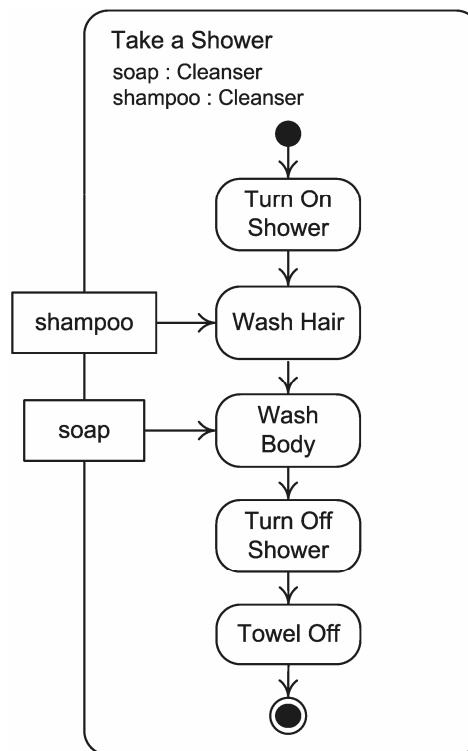 Take a Shower
soap : Cleanser
shampoo : Cleanser
Turn On
Shower
shampoo
Wash Hair
soap
Wash
Body
Turn Off
Shower
Towel Off